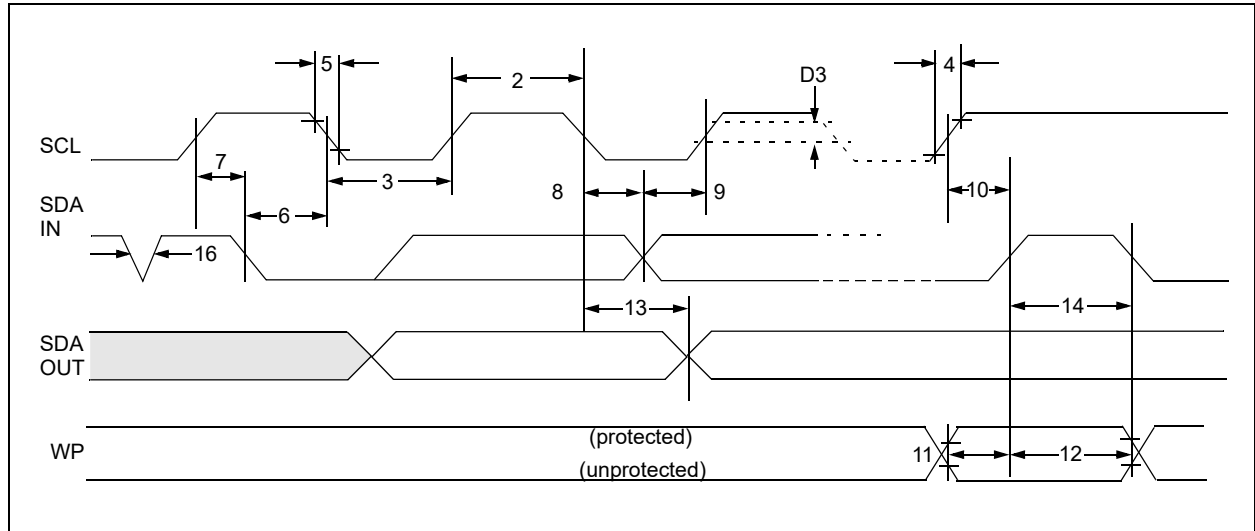 5
2
D3
4
SCL
7
3
8
9
10
SDA
IN
6
16
13
14
SDA
OUT
WP
(protected)
(unprotected)
11
12